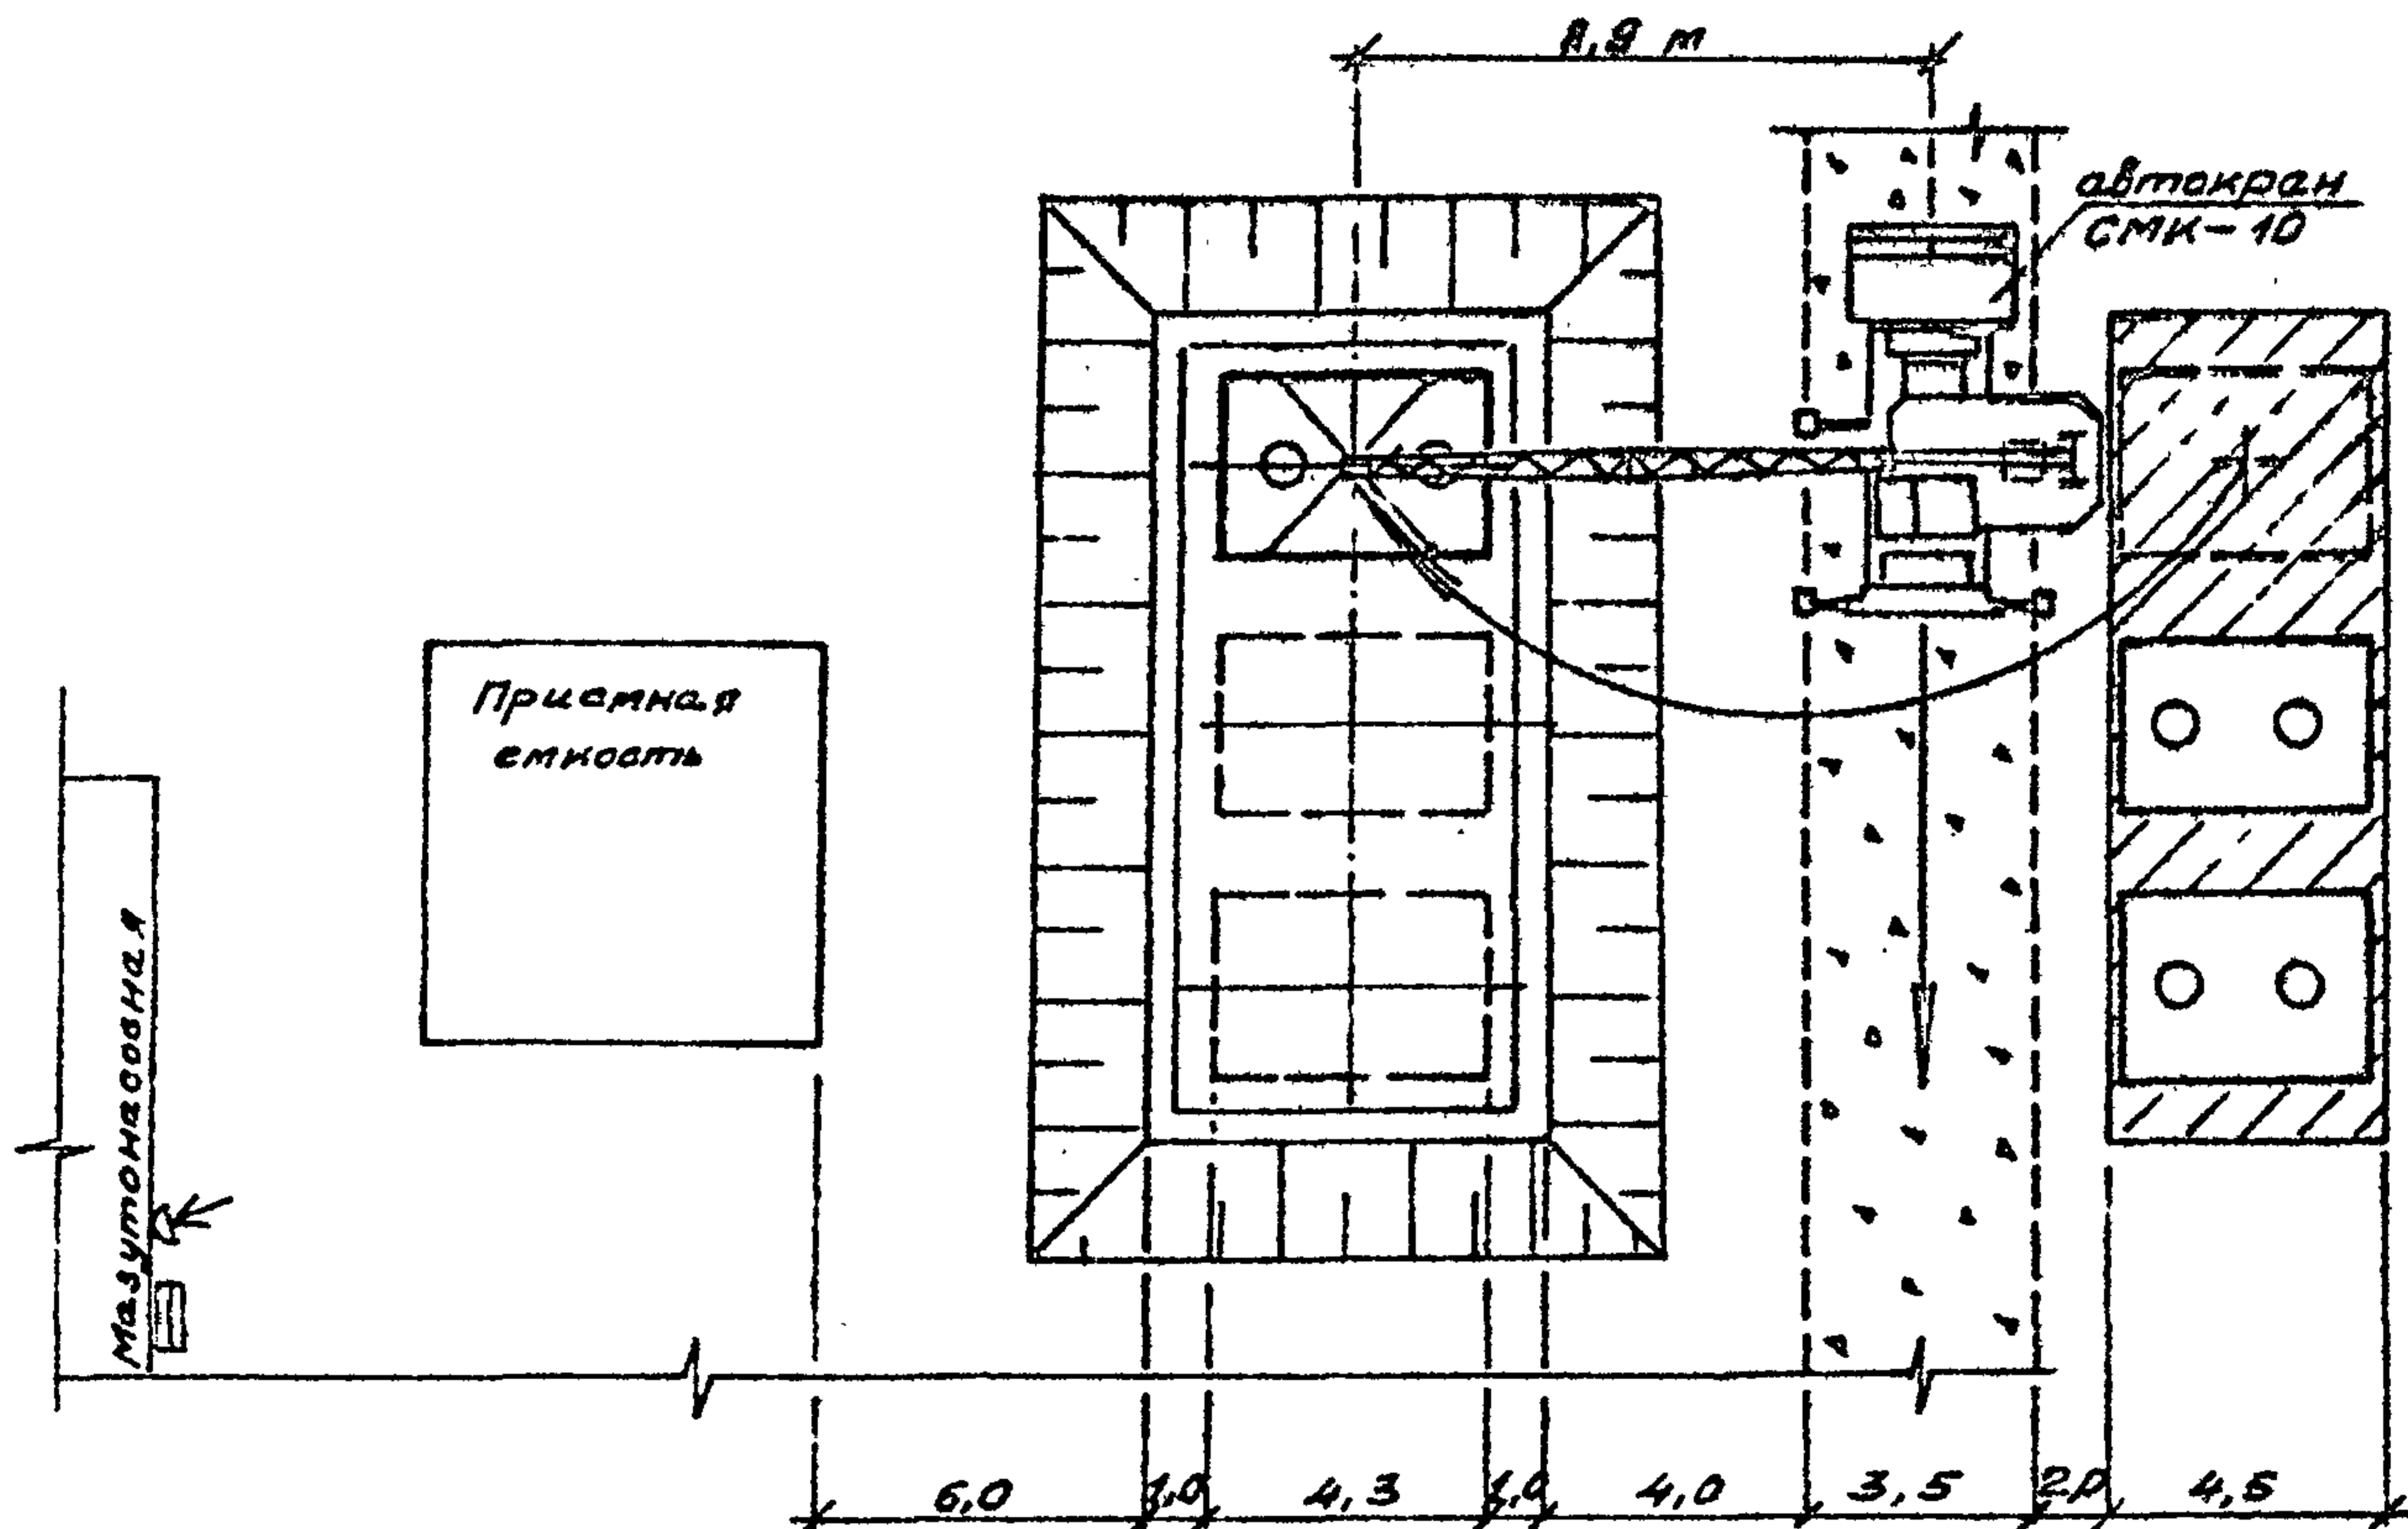 8,9 м
автокран
СМК-10
Приемная
емкость
Мазутонасосная
6,0 1,0 4,3 1,0 4,0 3,5 2,0 4,5